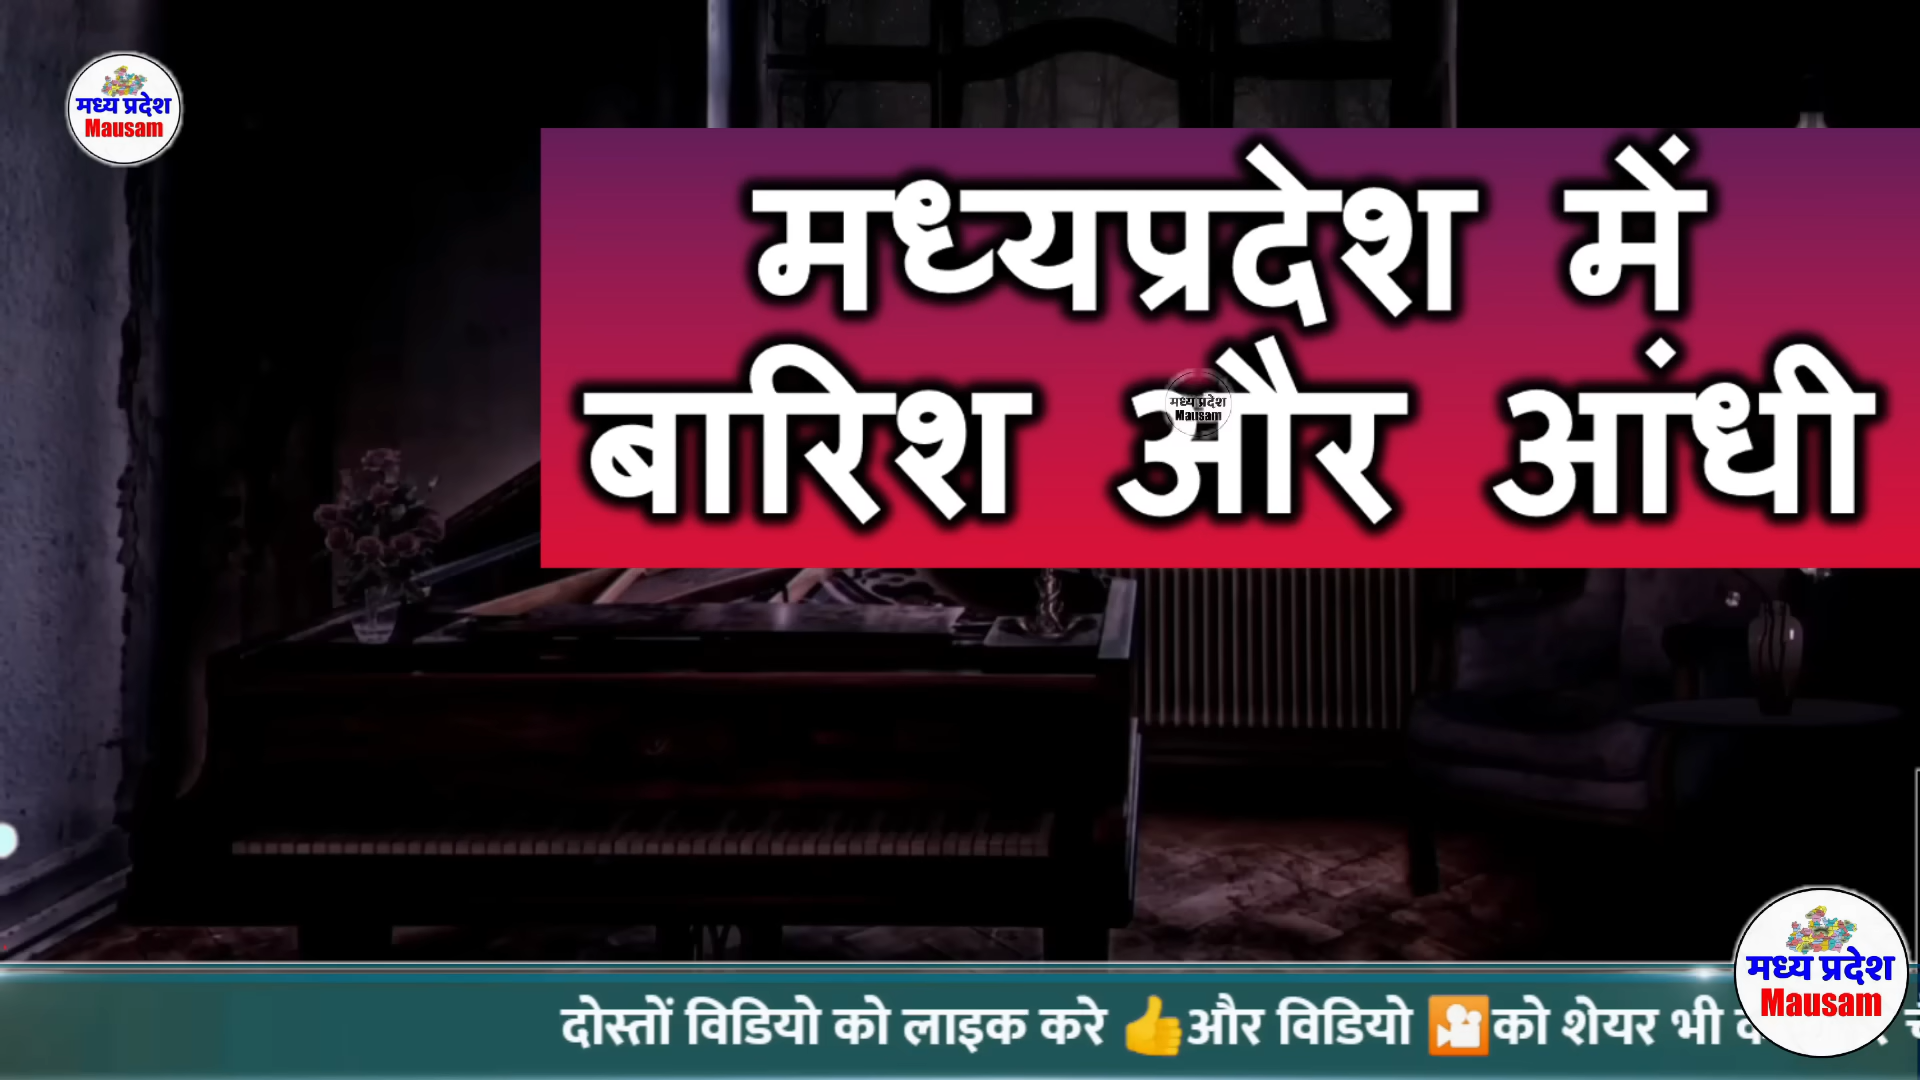 मध्य प्रदेश
Mausam
मध्यप्रदेश में
बारिश और आंधी
मध्य प्रदेश
Mausam
दोस्तों विडियो को लाइक करे 👍और विडियो 🎦को शेयर भी
मध्य प्रदेश
Mausam